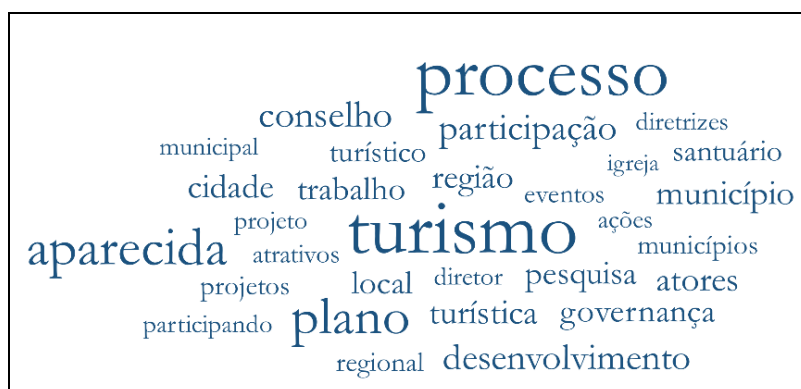 processo
conselho
participação diretrizes
municipal turístico igreja santuário
cidade trabalho região eventos município
projeto turismo ações
aparecida atrativos municípios
projetos local diretor pesquisa atores
participando plano turística governança
regional desenvolvimento